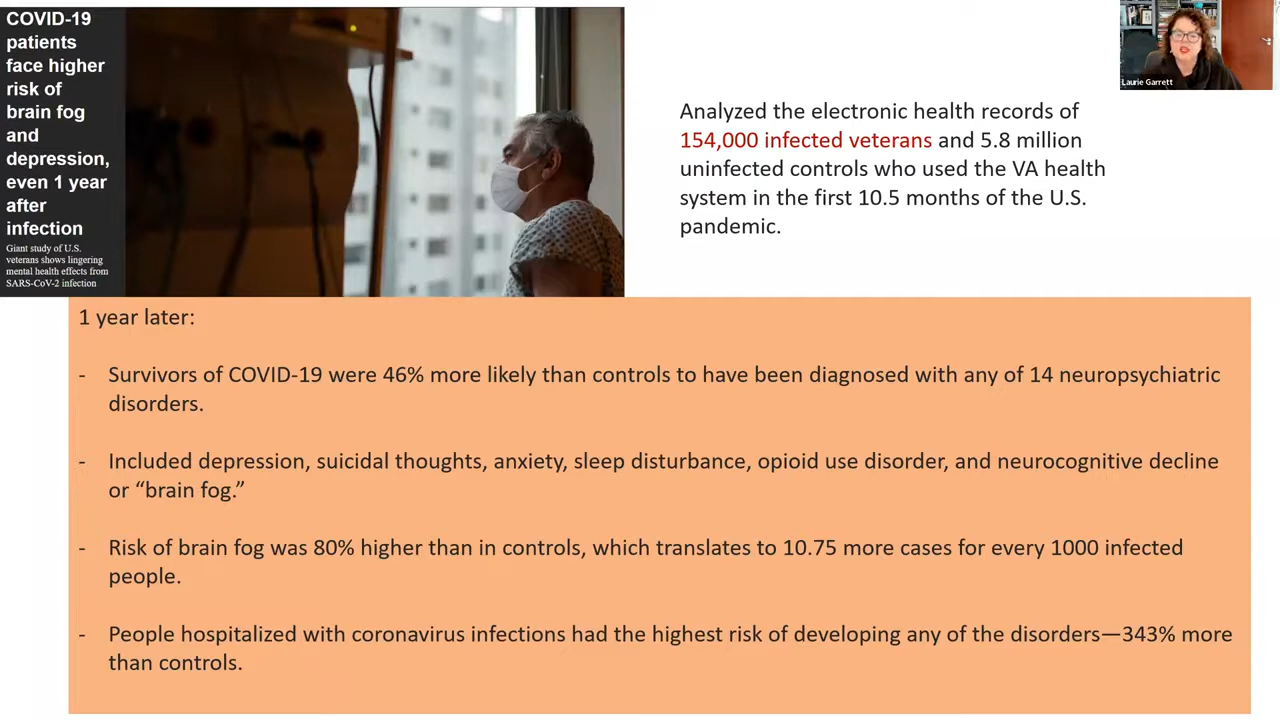 COVID-19
patients
face higher
risk of
brain fog
and
depression,
even 1 year
after
infection
Giant study of U.S.
veterans shows lingering
mental health effects from
SARS-CoV-2 infection
Laurie Garrett
Analyzed the electronic health records of
154,000 infected veterans and 5.8 million
uninfected controls who used the VA health
system in the first 10.5 months of the U.S.
pandemic.
1 year later:
- Survivors of COVID-19 were 46% more likely than controls to have been diagnosed with any of 14 neuropsychiatric
disorders.
- Included depression, suicidal thoughts, anxiety, sleep disturbance, opioid use disorder, and neurocognitive decline
or “brain fog.”
- Risk of brain fog was 80% higher than in controls, which translates to 10.75 more cases for every 1000 infected
people.
- People hospitalized with coronavirus infections had the highest risk of developing any of the disorders—343% more
than controls.